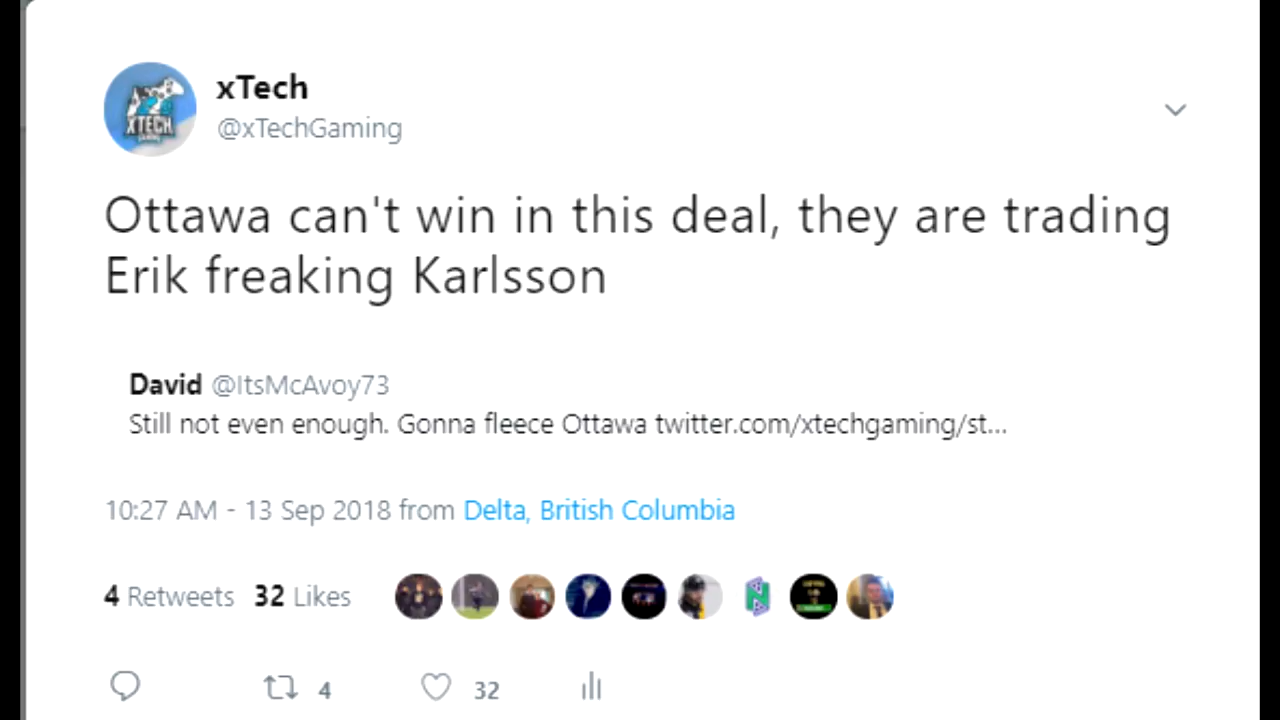 xTech
@xTechGaming
XTECH
Ottawa can't win in this deal, they are trading
Erik freaking Karlsson
David @ItsMcAvoy73
Still not even enough. Gonna fleece Ottawa twitter.com/xtechgaming/st...
10:27 AM - 13 Sep 2018 from Delta, British Columbia
4 Retweets 32 Likes
4 32